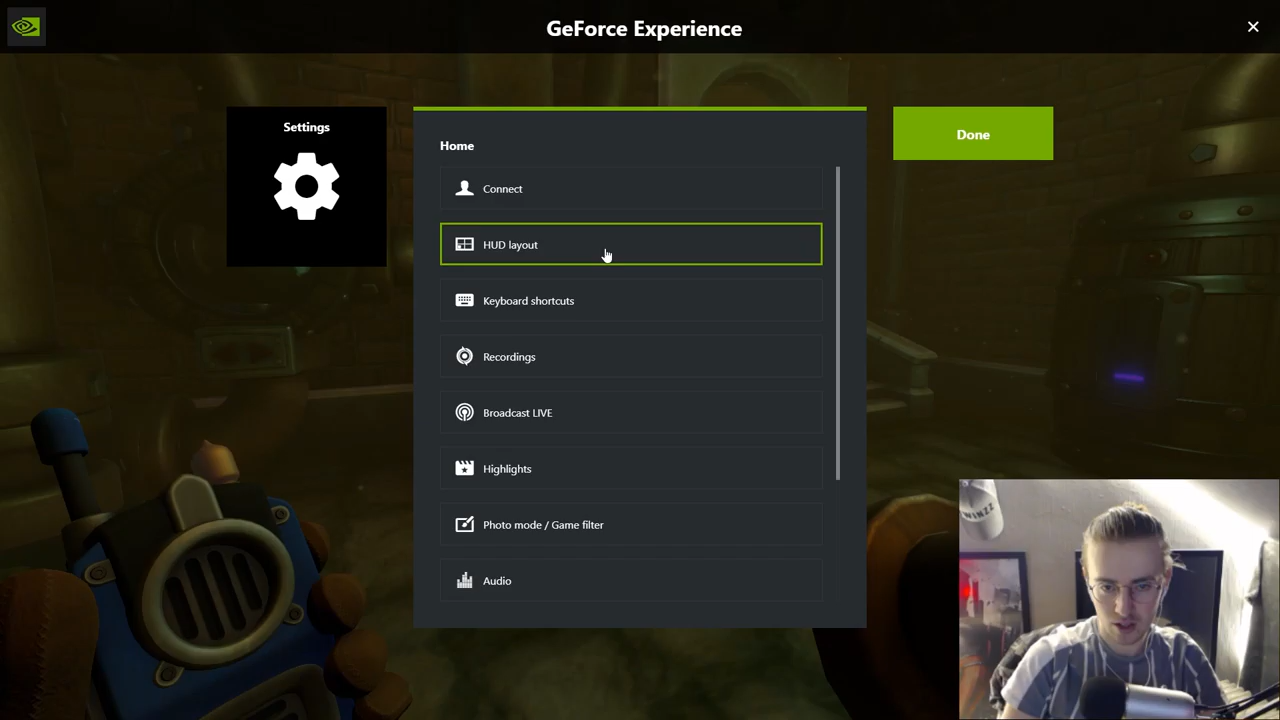 GeForce Experience
Settings
Home
Done
Connect
HUD layout
Keyboard shortcuts
Recordings
Broadcast LIVE
Highlights
Photo mode / Game filter
Audio